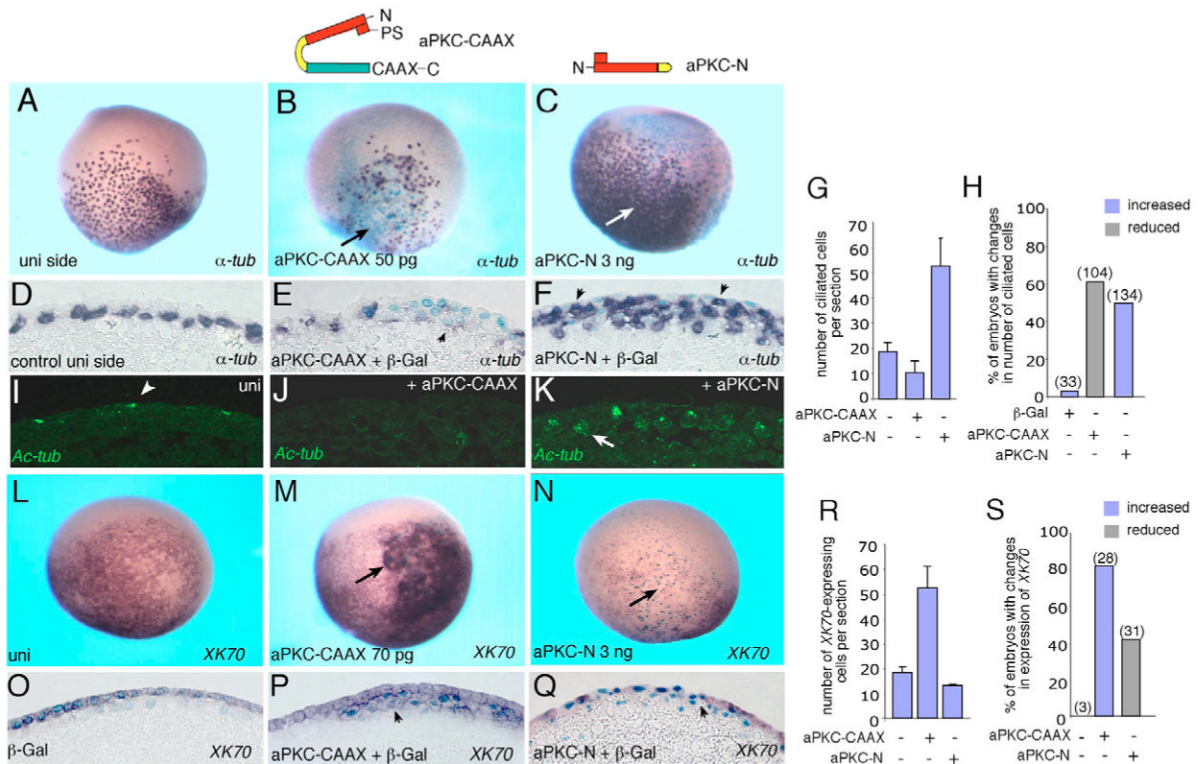 N
PS
aPKC-CAAX
CAAX-C
N
aPKC-N
A
uni side
α-tub
B
aPKC-CAAX 50 pg
α-tub
C
aPKC-N 3 ng
α-tub
D
control uni side
α-tub
E
aPKC-CAAX + β-Gal
α-tub
F
aPKC-N + β-Gal
α-tub
G
number of ciliated cells
per section
70
60
50
40
30
20
10
0
aPKC-CAAX - + -
aPKC-N - - +
H
increased
reduced
% of embryos with changes
in number of ciliated cells
100
80
60
40
20
0
(33)
(104)
(134)
β-Gal + - -
aPKC-CAAX - + -
aPKC-N - - +
I
uni
Ac-tub
J
+ aPKC-CAAX
K
+ aPKC-N
Ac-tub
L
uni
XK70
M
aPKC-CAAX 70 pg
XK70
N
aPKC-N 3 ng
XK70
O
β-Gal
XK70
P
aPKC-CAAX + β-Gal
XK70
Q
aPKC-N + β-Gal
XK70
R
number of XK70-expressing
cells per section
70
60
50
40
30
20
10
0
aPKC-CAAX - + -
aPKC-N - - +
S
increased
reduced
% of embryos with changes
in expression of XK70
100
80
60
40
20
0
(3)
(28)
(31)
aPKC-CAAX - + -
aPKC-N - - +